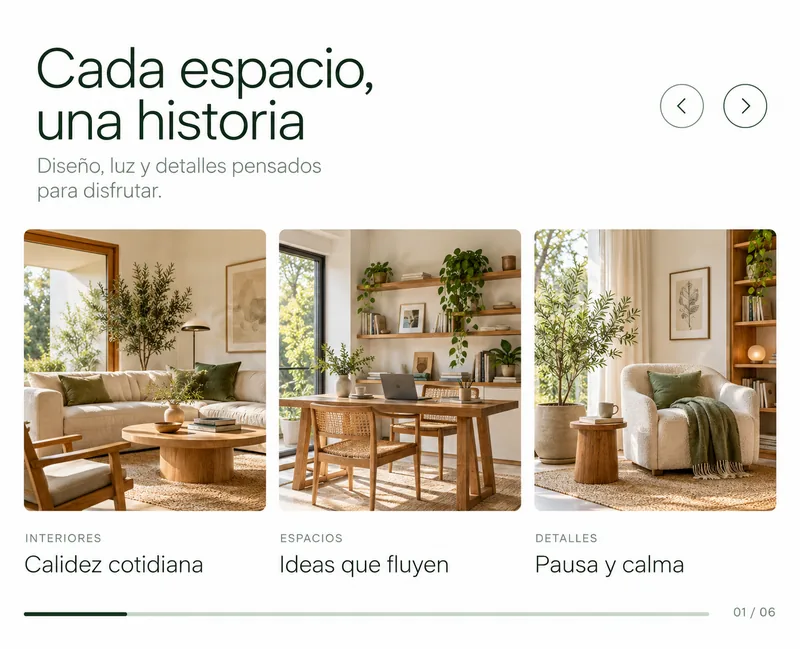 Cada espacio,
una historia
Diseño, luz y detalles pensados
para disfrutar.
INTERIORES
Calidez cotidiana
ESPACIOS
Ideas que fluyen
DETALLES
Pausa y calma
01 / 06